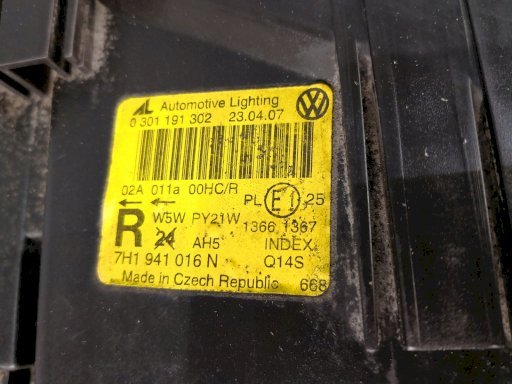 AL Automotive Lighting
0 301 191 302 23.04.07
02A 011a 00HC/R
PL E1 25
W5W PY21W
1366 1367
R 24 AH5 INDEX
7H1 941 016 N Q14S
Made in Czech Republic 668